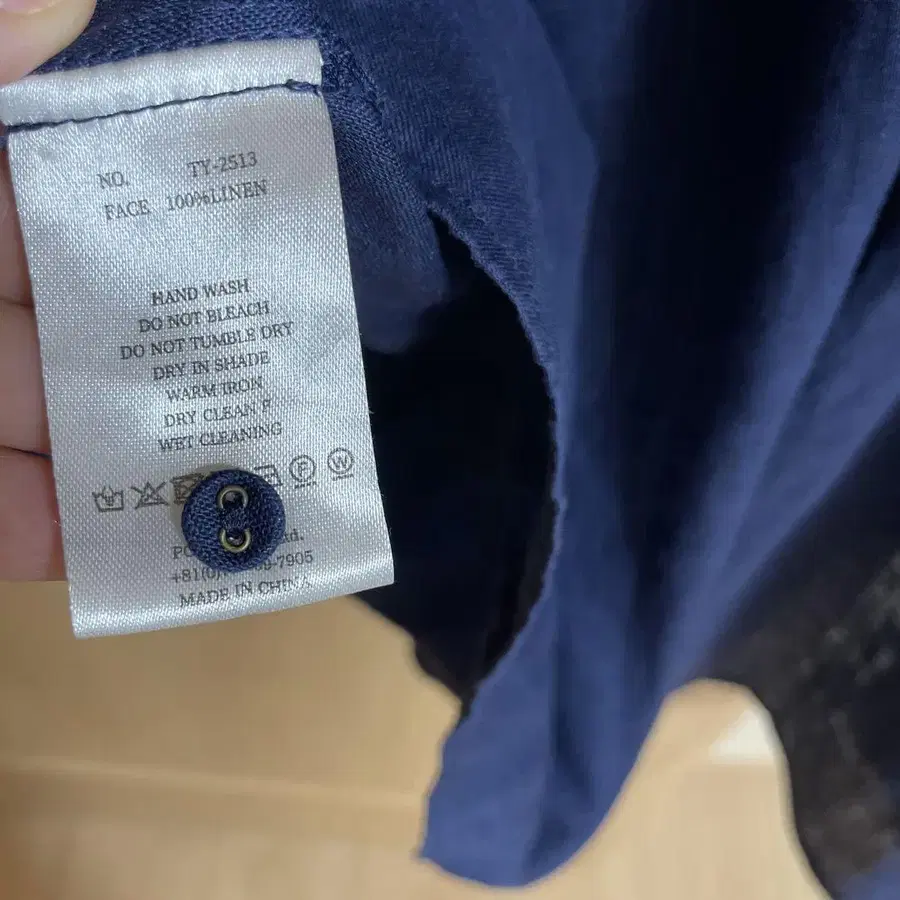 NO. TY-2513
FACE 100%LINEN
HAND WASH
DO NOT BLEACH
DO NOT TUMBLE DRY
DRY IN SHADE
WARM IRON
DRY CLEAN F
WET CLEANING
F W
MADE IN CHINA